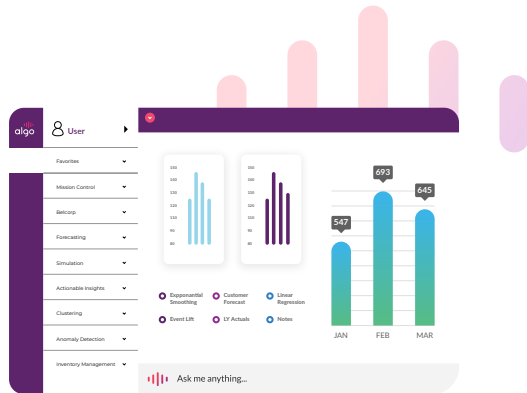 algo
User
Favorites
Mission Control
Belcorp
Forecasting
Simulation
Actionable Insights
Clustering
Anomaly Detection
Inventory Management
Expponantial
Smoothing
Customer
Forecast
Linear
Regression
Event Lift
LY Actuals
Notes
547
693
645
JAN
FEB
MAR
Ask me anything...